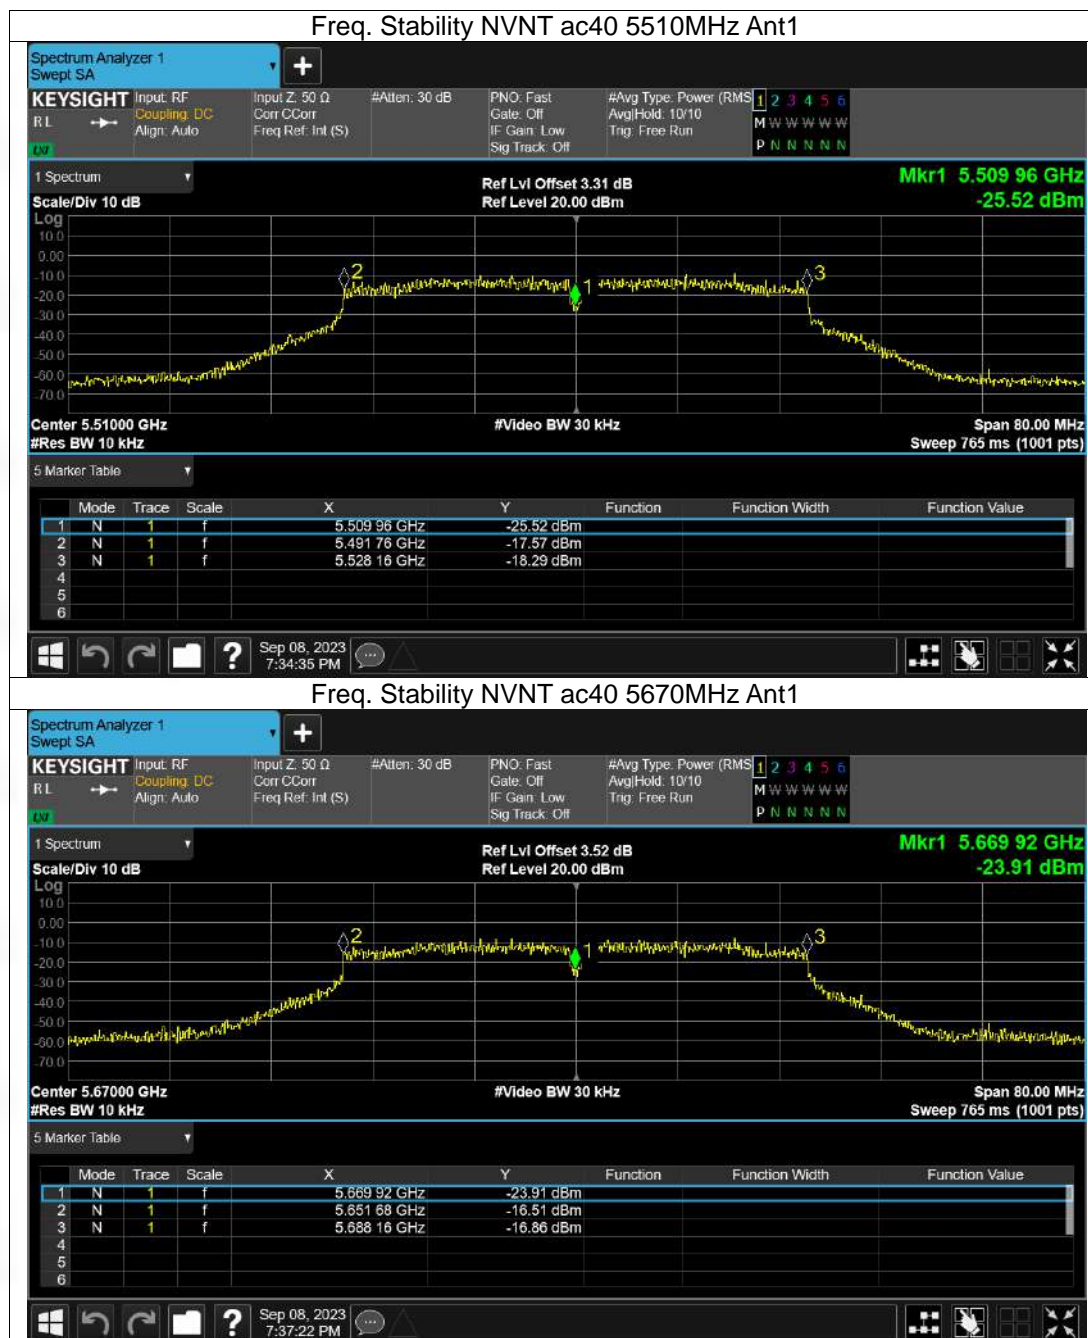 Freq. Stability NVNT ac40 5510MHz Ant1
Spectrum Analyzer 1
Swept SA
+
KEYSIGHT Input: RF Input Z: 50 Ω #Atten: 30 dB PNO: Fast #Avg Type: Power (RMS 1 2 3 4 5 6
RL Coupling: DC Corr CCorr Gate: Off Avg|Hold: 10/10 M W W W W W
Align: Auto Freq Ref: Int (S) IF Gain: Low Trig: Free Run
LXI Sig Track: Off P N N N N N
1 Spectrum Ref Lvl Offset 3.31 dB Mkr1 5.509 96 GHz
Scale/Div 10 dB Ref Level 20.00 dBm -25.52 dBm
Log
10.0
0.00
-10.0 2 3
-20.0 1
-30.0
-40.0
-50.0
-60.0
-70.0
Center 5.51000 GHz #Video BW 30 kHz Span 80.00 MHz
#Res BW 10 kHz Sweep 765 ms (1001 pts)
5 Marker Table
Mode Trace Scale X Y Function Function Width Function Value
1 N 1 f 5.509 96 GHz -25.52 dBm
2 N 1 f 5.491 76 GHz -17.57 dBm
3 N 1 f 5.528 16 GHz -18.29 dBm
4
5
6
? Sep 08, 2023
7:34:35 PM
Freq. Stability NVNT ac40 5670MHz Ant1
Spectrum Analyzer 1
Swept SA
+
KEYSIGHT Input: RF Input Z: 50 Ω #Atten: 30 dB PNO: Fast #Avg Type: Power (RMS 1 2 3 4 5 6
RL Coupling: DC Corr CCorr Gate: Off Avg|Hold: 10/10 M W W W W W
Align: Auto Freq Ref: Int (S) IF Gain: Low Trig: Free Run
LXI Sig Track: Off P N N N N N
1 Spectrum Ref Lvl Offset 3.52 dB Mkr1 5.669 92 GHz
Scale/Div 10 dB Ref Level 20.00 dBm -23.91 dBm
Log
10.0
0.00
-10.0 2 3
-20.0 1
-30.0
-40.0
-50.0
-60.0
-70.0
Center 5.67000 GHz #Video BW 30 kHz Span 80.00 MHz
#Res BW 10 kHz Sweep 765 ms (1001 pts)
5 Marker Table
Mode Trace Scale X Y Function Function Width Function Value
1 N 1 f 5.669 92 GHz -23.91 dBm
2 N 1 f 5.651 68 GHz -16.51 dBm
3 N 1 f 5.688 16 GHz -16.86 dBm
4
5
6
? Sep 08, 2023
7:37:22 PM